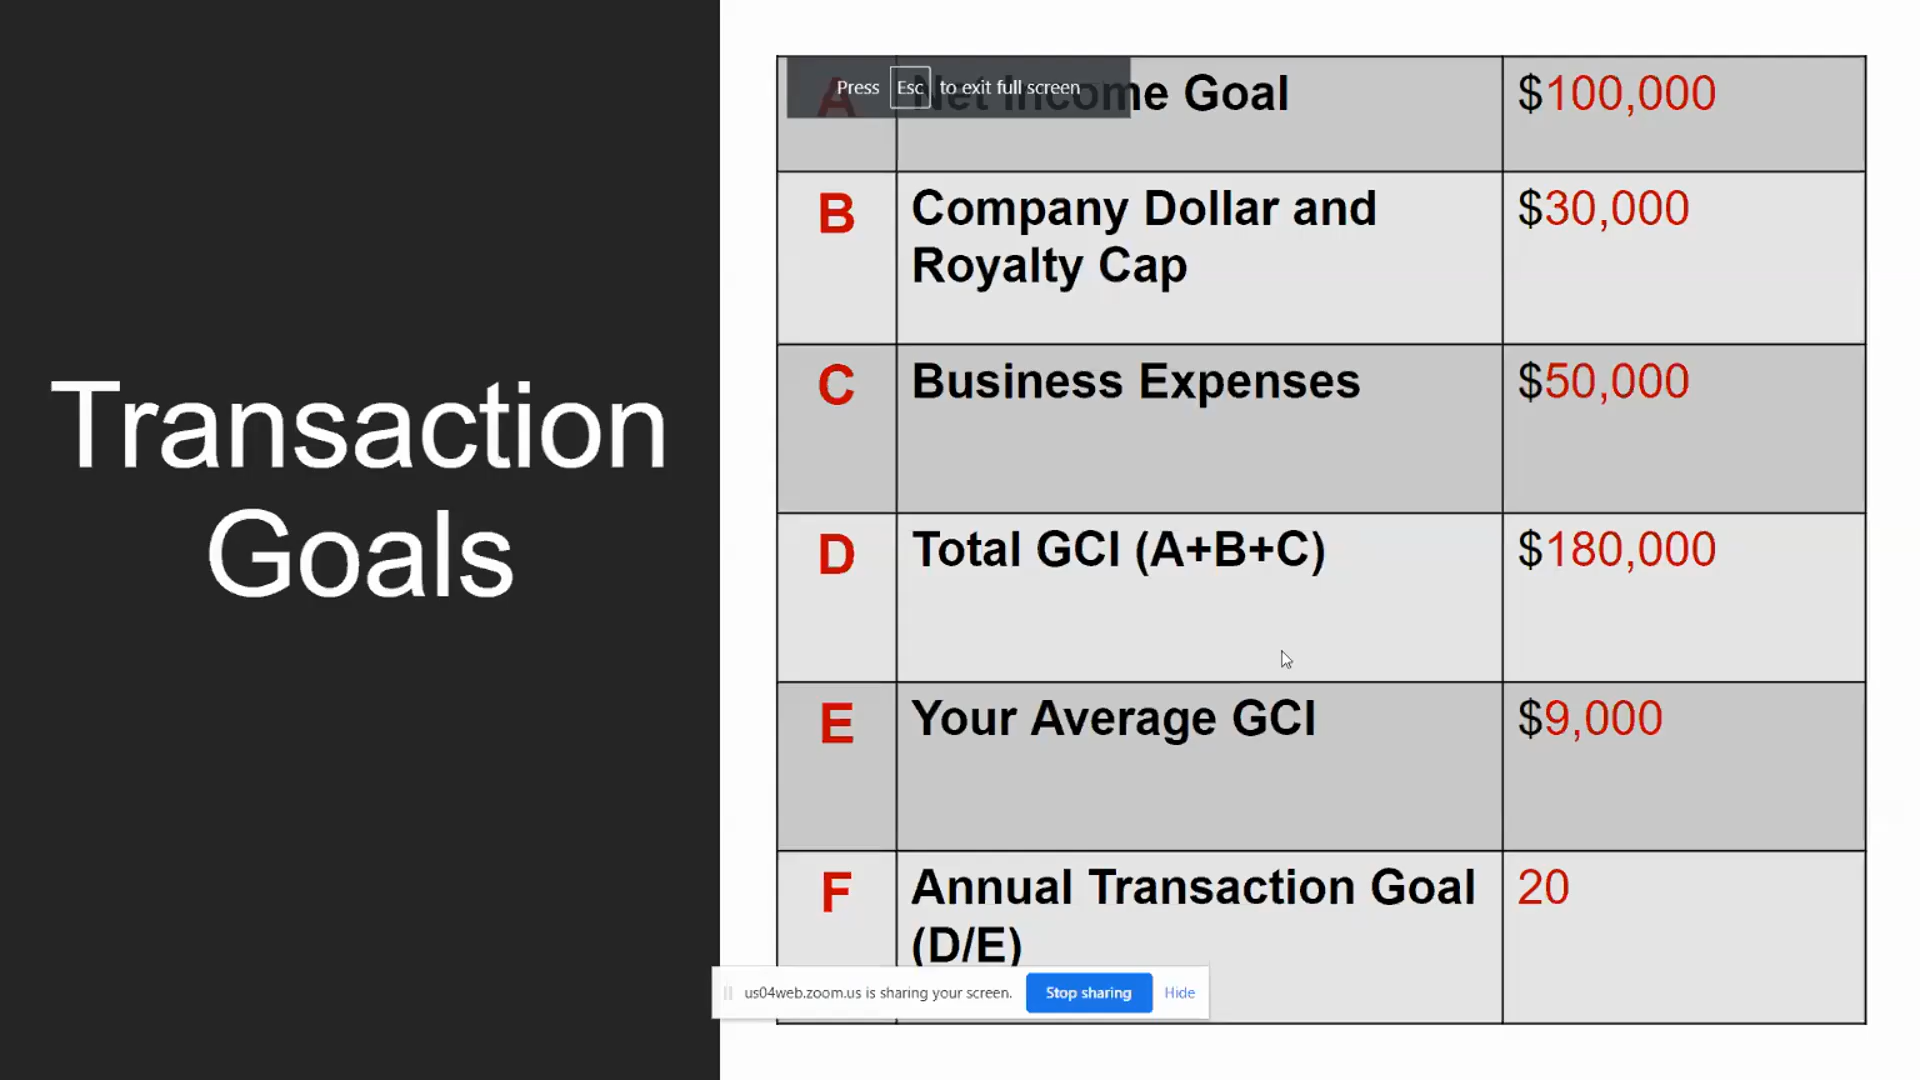 Transaction
Goals
Press Esc to exit full screen
A Net Income Goal $100,000
B Company Dollar and $30,000
Royalty Cap
C Business Expenses $50,000
D Total GCI (A+B+C) $180,000
E Your Average GCI $9,000
F Annual Transaction Goal 20
(D/E)
us04web.zoom.us is sharing your screen. Stop sharing Hide